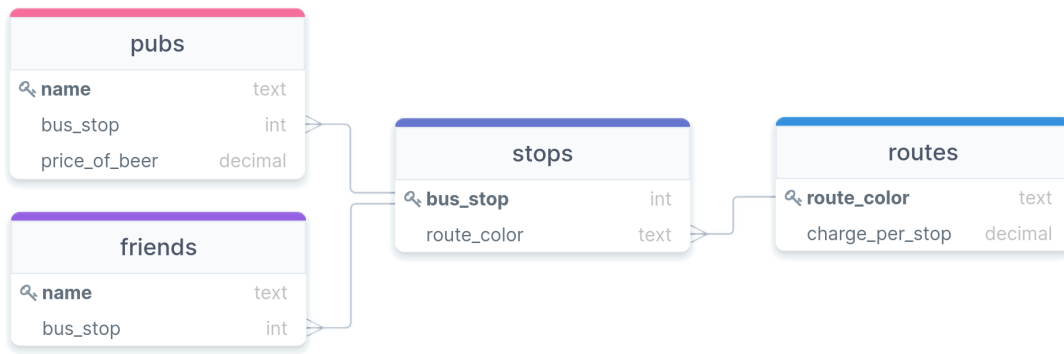 pubs
name text
bus_stop int
price_of_beer decimal
friends
name text
bus_stop int
stops
bus_stop int
route_color text
routes
route_color text
charge_per_stop decimal